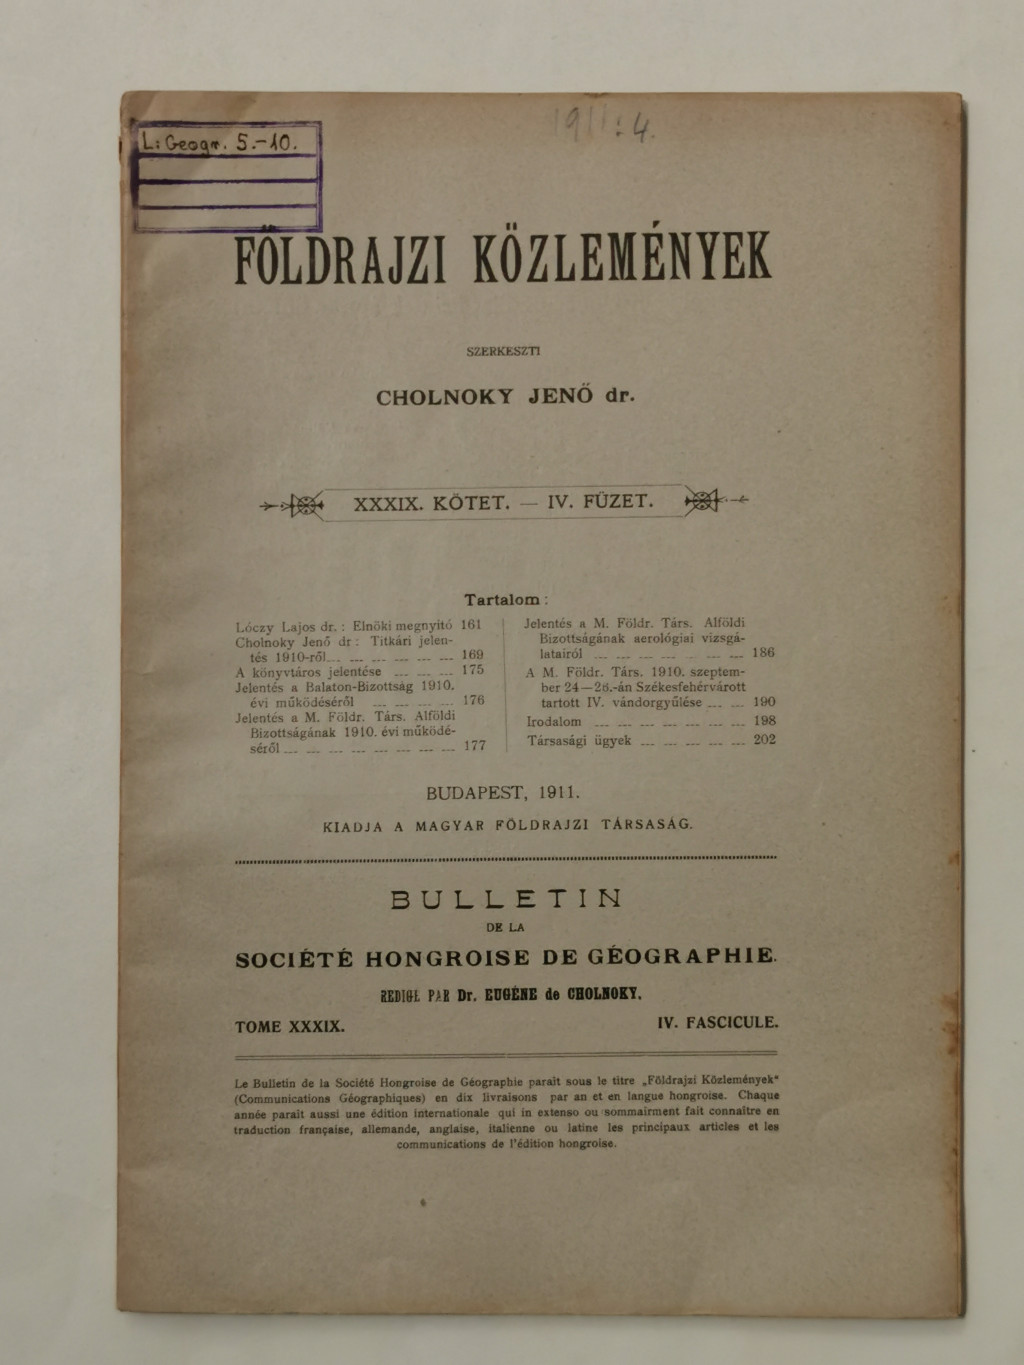 1911:4.
L: Geogr. 5.-10.
FÖLDRAJZI KÖZLEMÉNYEK
SZERKESZTI
CHOLNOKY JENŐ dr.
XXXIX. KÖTET. — IV. FÜZET.
Tartalom:
Lóczy Lajos dr.: Elnöki megnyitó 161
Cholnoky Jenő dr: Titkári jelen-
tés 1910-ről 169
A könyvtáros jelentése 175
Jelentés a Balaton-Bizottság 1910.
évi működéséről 176
Jelentés a M. Földr. Társ. Alföldi
Bizottságának 1910. évi működé-
séről 177
Jelentés a M. Földr. Társ. Alföldi
Bizottságának aerológiai vizsgá-
latairól 186
A M. Földr. Társ. 1910. szeptem-
ber 24—26.-án Székesfehérvárott
tartott IV. vándorgyűlése 190
Irodalom 198
Társasági ügyek 202
BUDAPEST, 1911.
KIADJA A MAGYAR FÖLDRAJZI TÁRSASÁG.
BULLETIN
DE LA
SOCIÉTÉ HONGROISE DE GÉOGRAPHIE.
REDIGÉ PAR Dr. EUGÉNE de CHOLNOKY.
TOME XXXIX. IV. FASCICULE.
Le Bulletin de la Société Hongroise de Géographie parait sous le titre „Földrajzi Közlemények"
(Communications Géographiques) en dix livraisons par an et en langue hongroise. Chaque
année parait aussi une édition internationale qui in extenso ou sommairment fait connaître en
traduction française, allemande, anglaise, italienne ou latine les principaux articles et les
communications de l'édition hongroise.